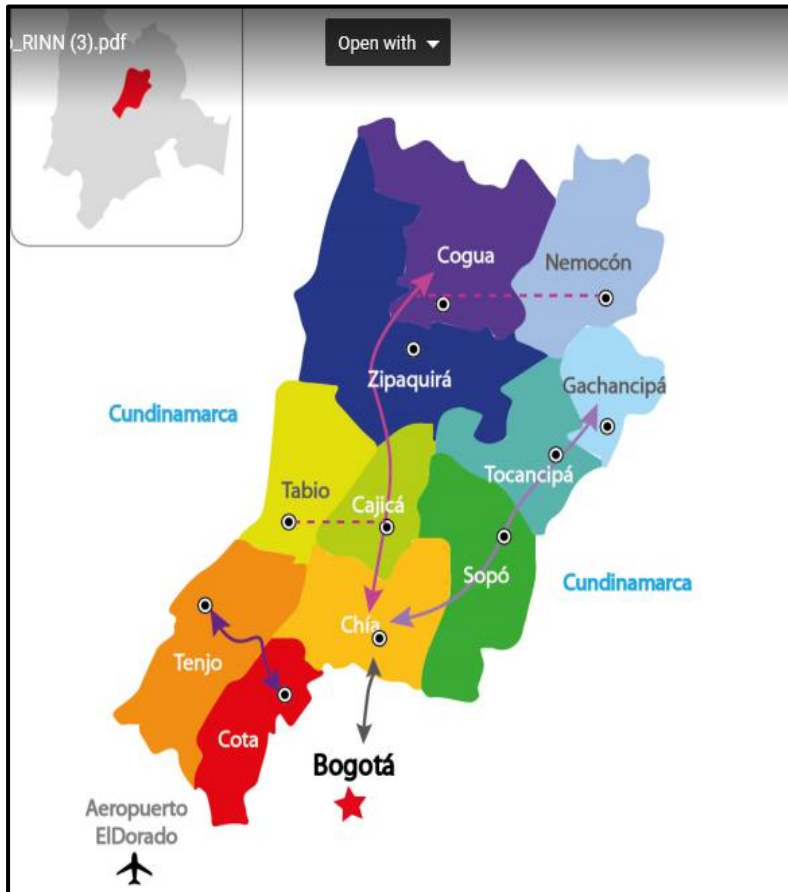 _RINN (3).pdf
Open with
Cogua
Nemocón
Zipaquirá
Gachancipá
Cundinamarca
Tabio
Cajicá
Tocancipá
Sopó
Cundinamarca
Chía
Tenjo
Cota
Bogotá
Aeropuerto
ElDorado